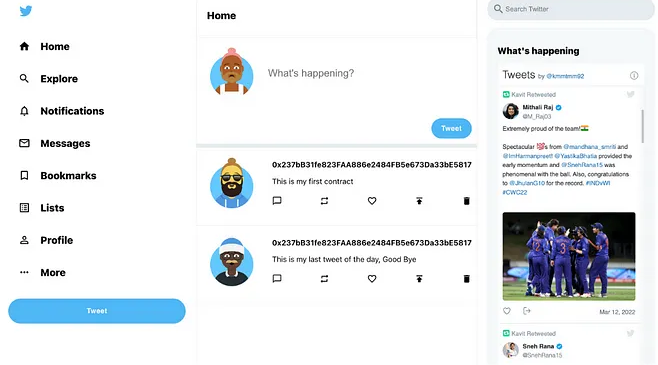 Home
Explore
Notifications
Messages
Bookmarks
Lists
Profile
More
Tweet
Home
What's happening?
Tweet
0x237bB31fe823FAA886e2484FB5e673Da33bE5817
This is my first contract
0x237bB31fe823FAA886e2484FB5e673Da33bE5817
This is my last tweet of the day, Good Bye
Search Twitter
What's happening
Tweets by @kmmtmm92
Kavit Retweeted
Mithali Raj
@M_Raj03
Extremely proud of the team!🇮🇳
Spectacular 💯s from @mandhana_smriti and
@ImHarmanpreet! @YastikaBhatia provided the
early momentum and @SnehRana15 was
phenomenal with the ball. Also, congratulations
to @JhulanG10 for the record. #INDvWI
#CWC22
Mar 12, 2022
Kavit Retweeted
Sneh Rana
@SnehRana15